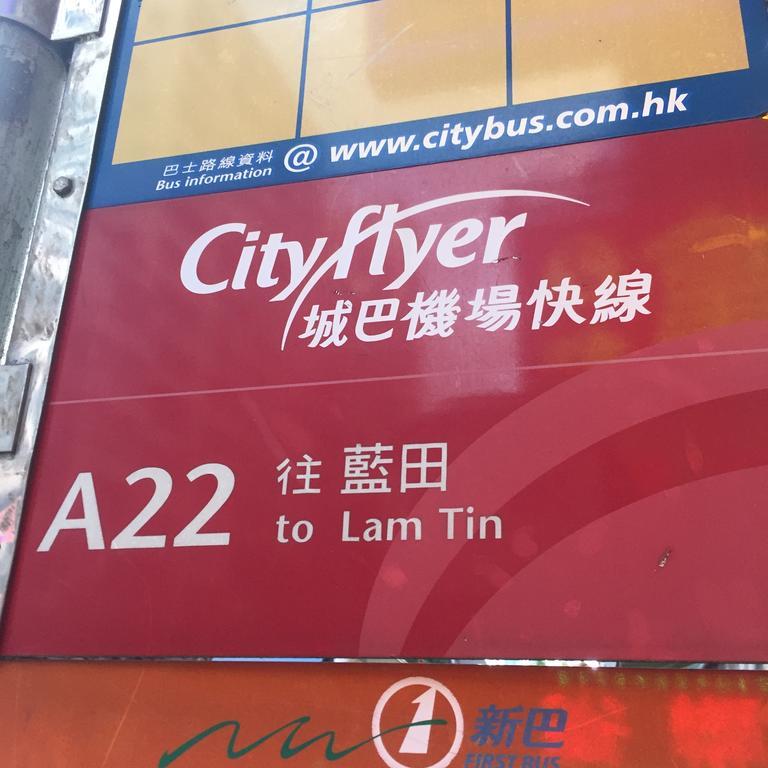 巴士路線資料
Bus information @ www.citybus.com.hk
Cityflyer
城巴機場快線
A22 往 藍田
to Lam Tin
1 新巴
FIRST BUS